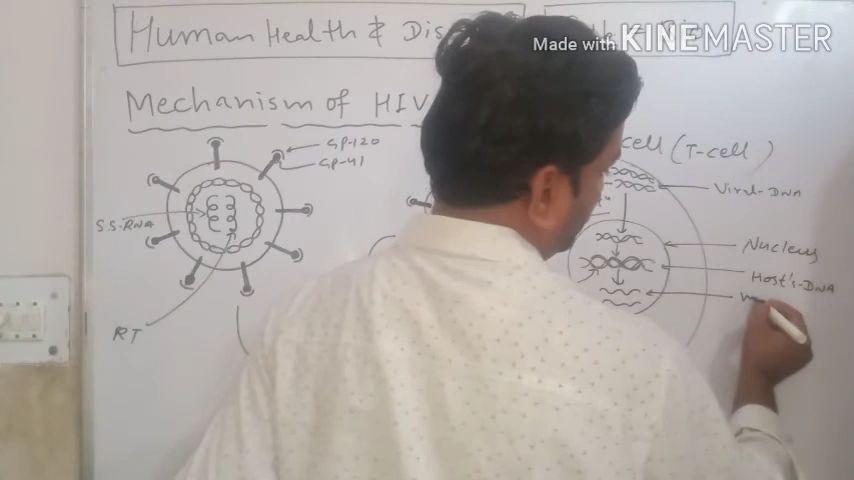 Human Health & Dis
Made with KINEMASTER
Mechanism of HIV
GP-120
GP-41
cell (T-cell)
Viral-DNA
S.S-RNA
Nucleus
Host's-DNA
RT